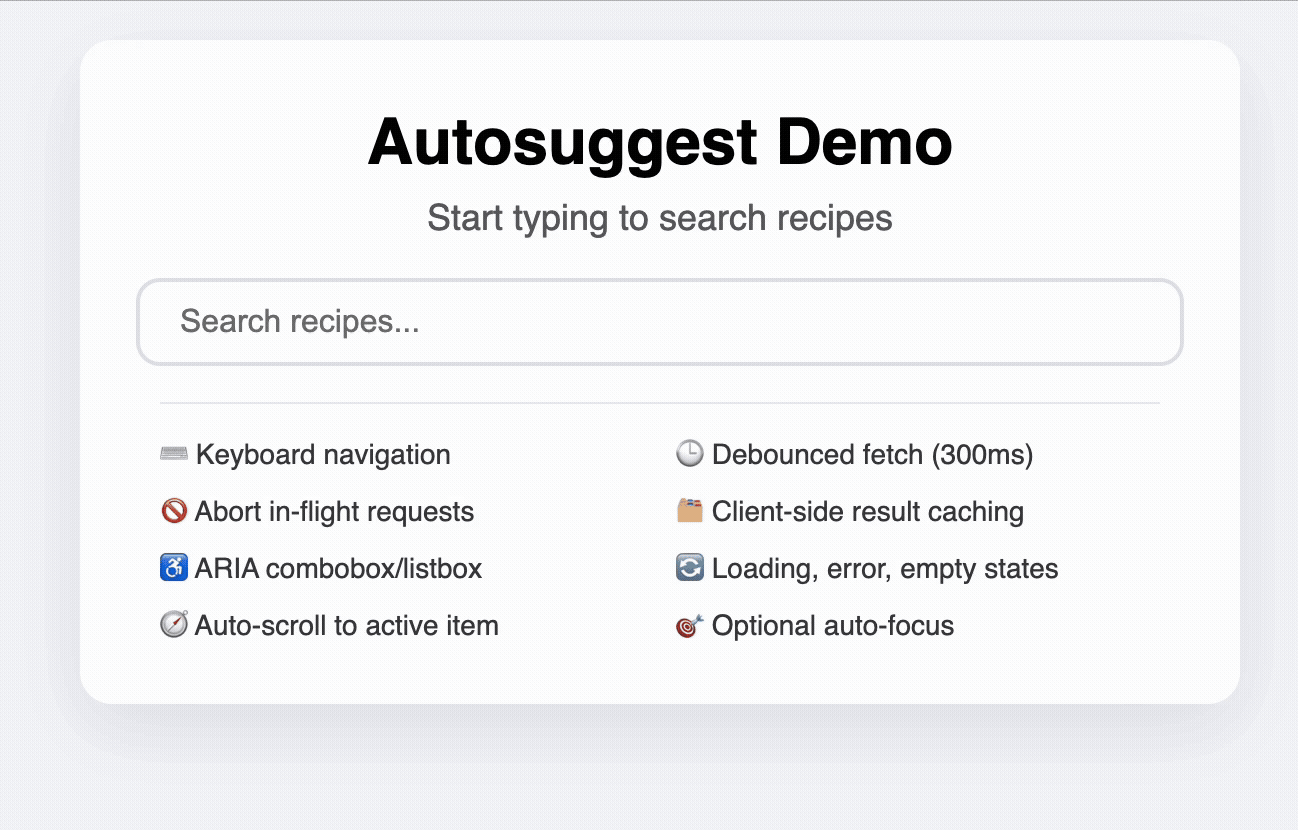 Autosuggest Demo
Start typing to search recipes
Search recipes...
⌨️ Keyboard navigation
🕒 Debounced fetch (300ms)
🚫 Abort in-flight requests
🗂️ Client-side result caching
♿ ARIA combobox/listbox
🔄 Loading, error, empty states
🧭 Auto-scroll to active item
🎯 Optional auto-focus